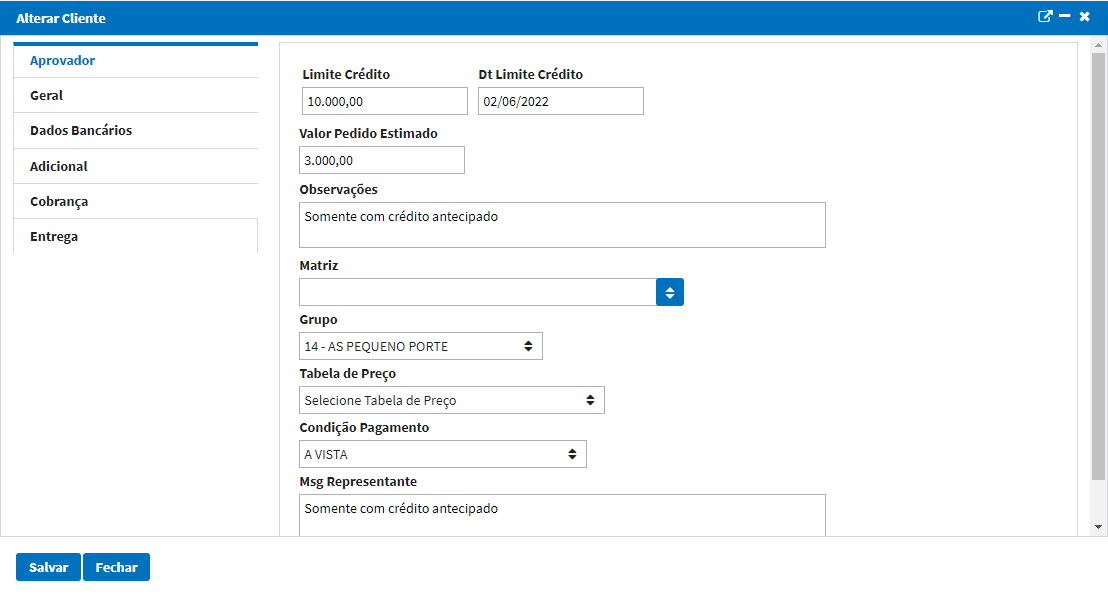 Alterar Cliente
Aprovador
Geral
Dados Bancários
Adicional
Cobrança
Entrega
Limite Crédito Dt Limite Crédito
10.000,00 02/06/2022
Valor Pedido Estimado
3.000,00
Observações
Somente com crédito antecipado
Matriz
Grupo
14 - AS PEQUENO PORTE
Tabela de Preço
Selecione Tabela de Preço
Condição Pagamento
A VISTA
Msg Representante
Somente com crédito antecipado
Salvar Fechar